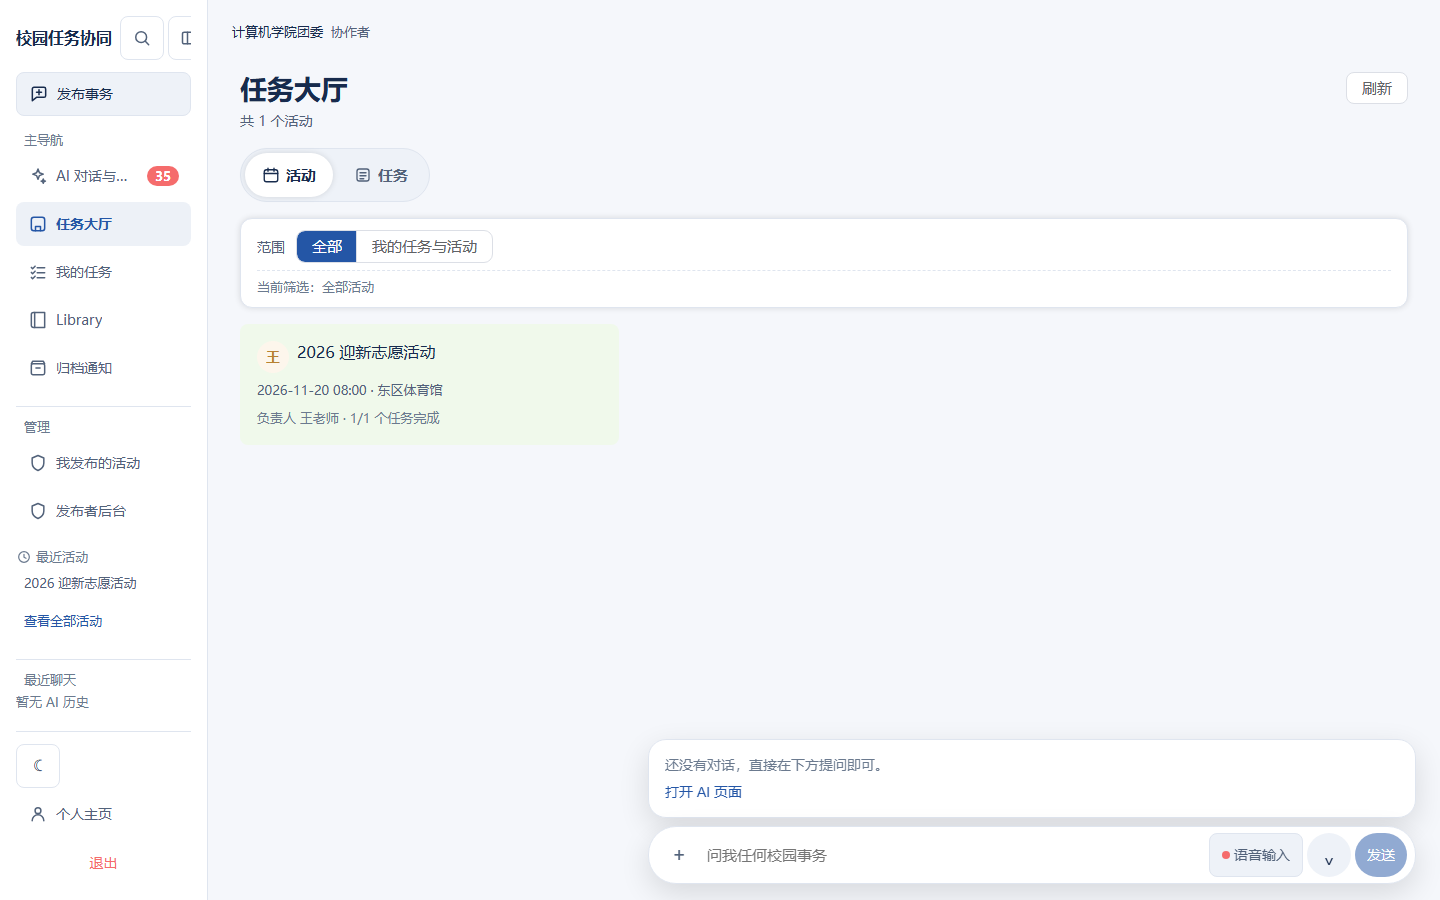 校园任务协同
发布事务
主导航
AI 对话与... 35
任务大厅
我的任务
Library
归档通知
管理
我发布的活动
发布者后台
最近活动
2026 迎新志愿活动
查看全部活动
最近聊天
暂无 AI 历史
个人主页
退出
计算机学院团委 协作者
任务大厅
刷新
共 1 个活动
活动 任务
范围 全部 我的任务与活动
当前筛选：全部活动
王 2026 迎新志愿活动
2026-11-20 08:00 · 东区体育馆
负责人 王老师 · 1/1 个任务完成
还没有对话，直接在下方提问即可。
打开 AI 页面
+ 问我任何校园事务 语音输入 v 发送